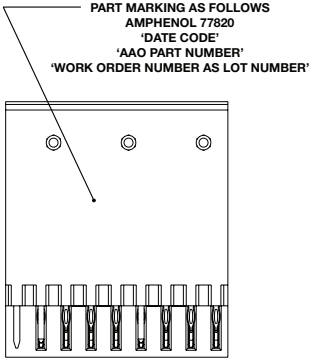 PART MARKING AS FOLLOWS
AMPHENOL 77820
‘DATE CODE’
‘AAO PART NUMBER’
‘WORK ORDER NUMBER AS LOT NUMBER’